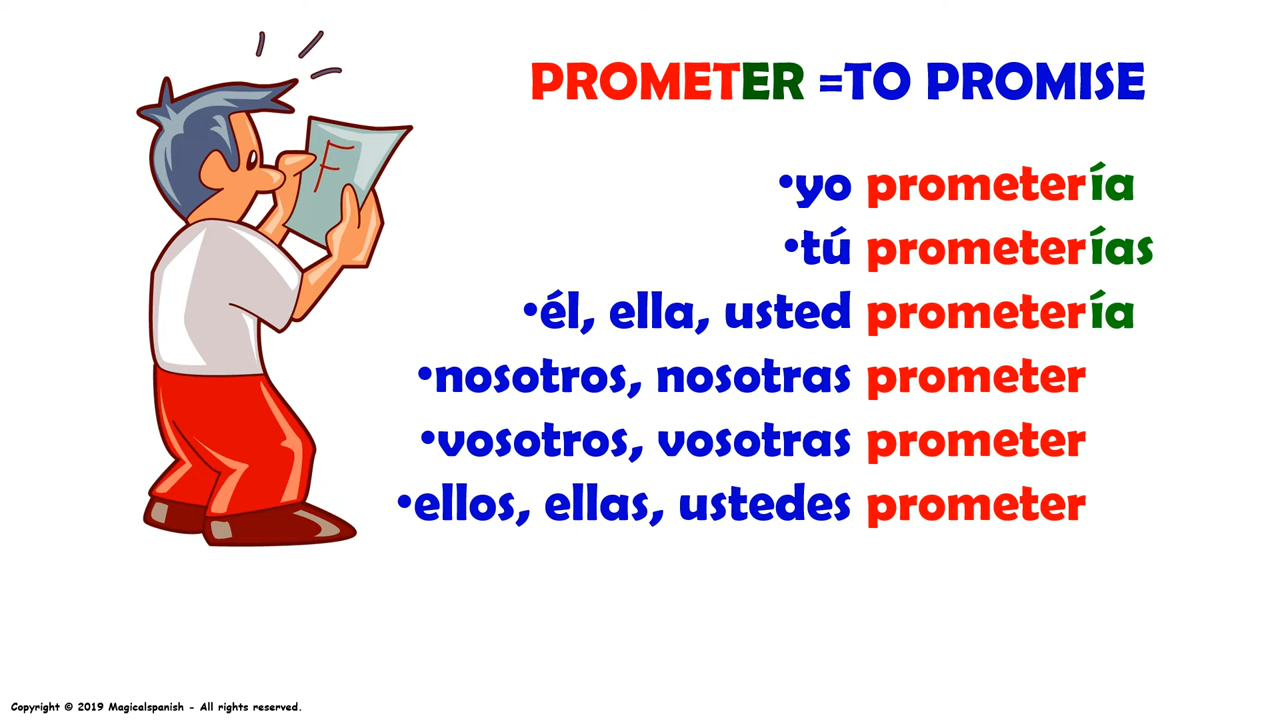 F
PROMETER =TO PROMISE
•yo prometería
•tú prometerías
•él, ella, usted prometería
•nosotros, nosotras prometer
•vosotros, vosotras prometer
•ellos, ellas, ustedes prometer
Copyright © 2019 Magicalspanish - All rights reserved.